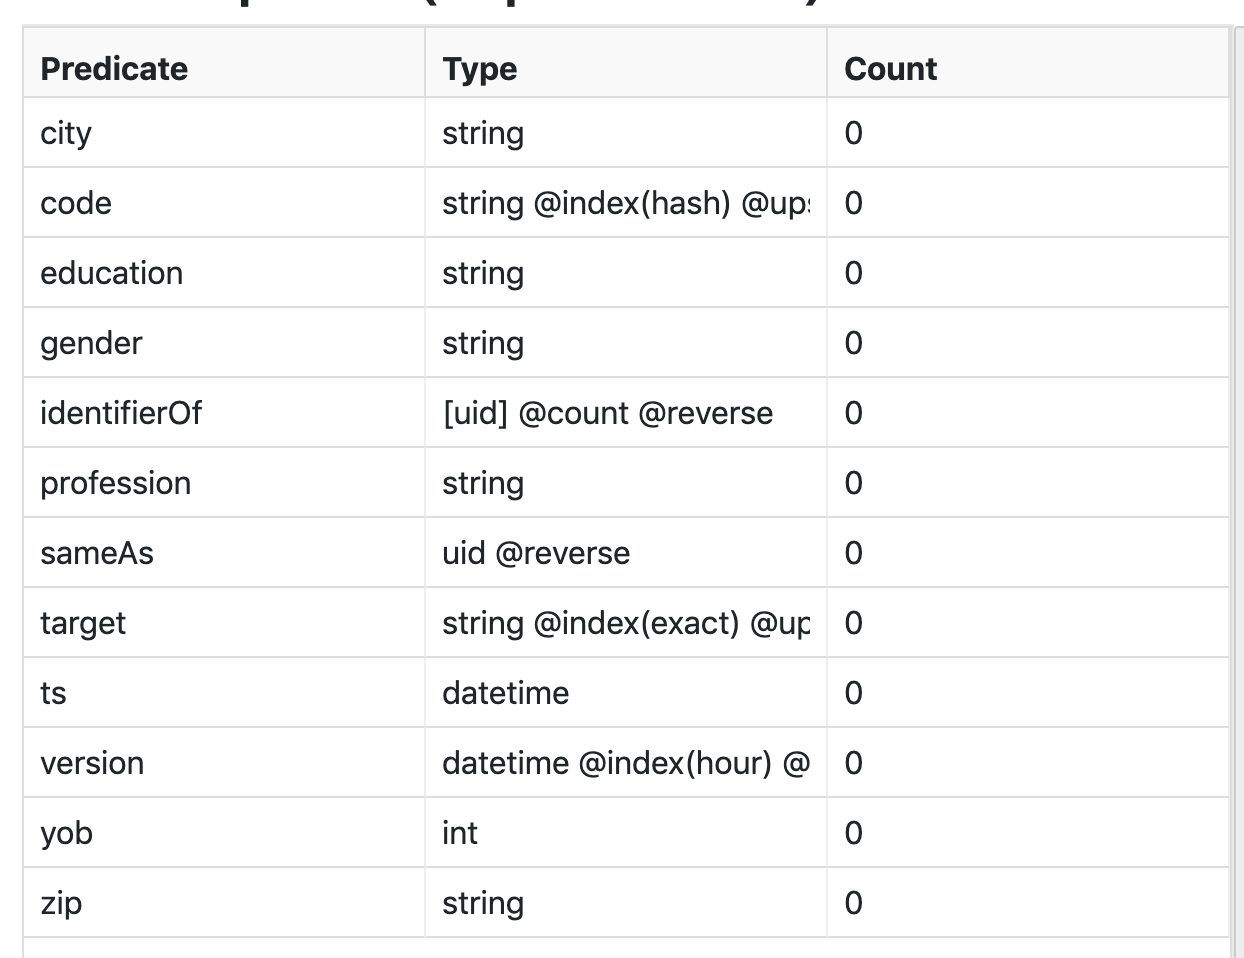 Predicate Type Count
city string 0
code string @index(hash) 0
education string 0
gender string 0
identifierOf [uid] @count @reverse 0
profession string 0
sameAs uid @reverse 0
target string @index(exact) @up 0
ts datetime 0
version datetime @index(hour) @ 0
yob int 0
zip string 0